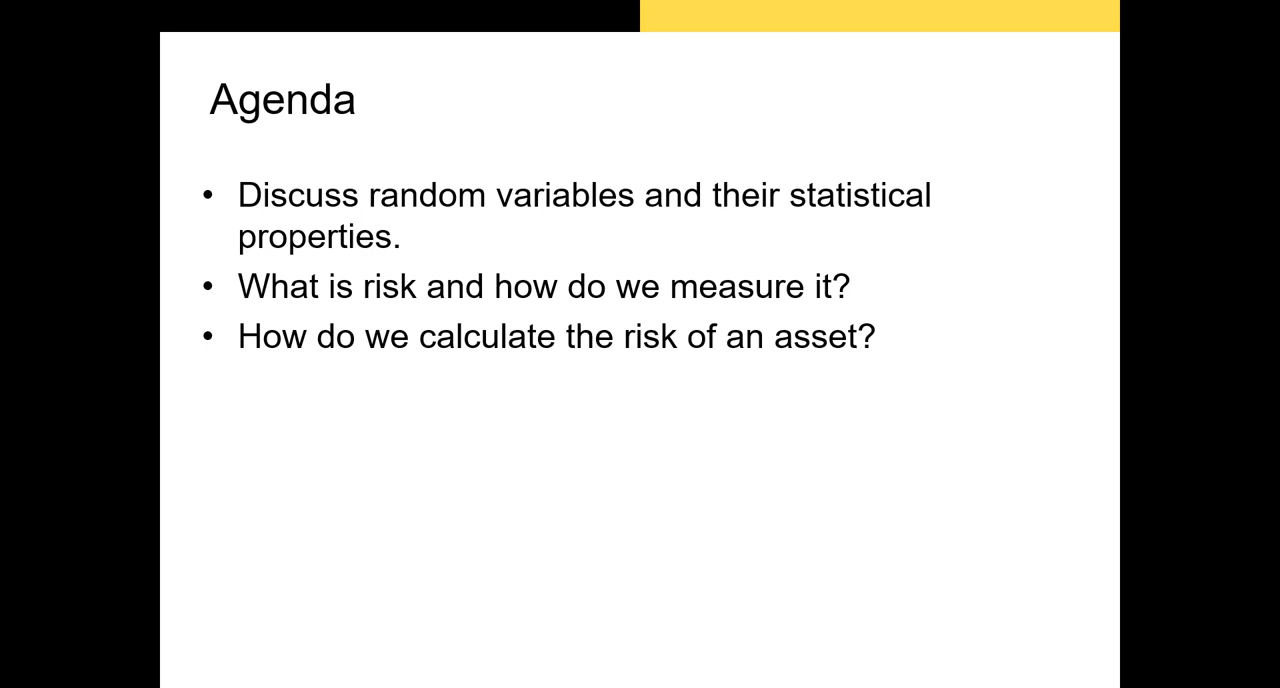 Agenda
• Discuss random variables and their statistical
properties.
• What is risk and how do we measure it?
• How do we calculate the risk of an asset?